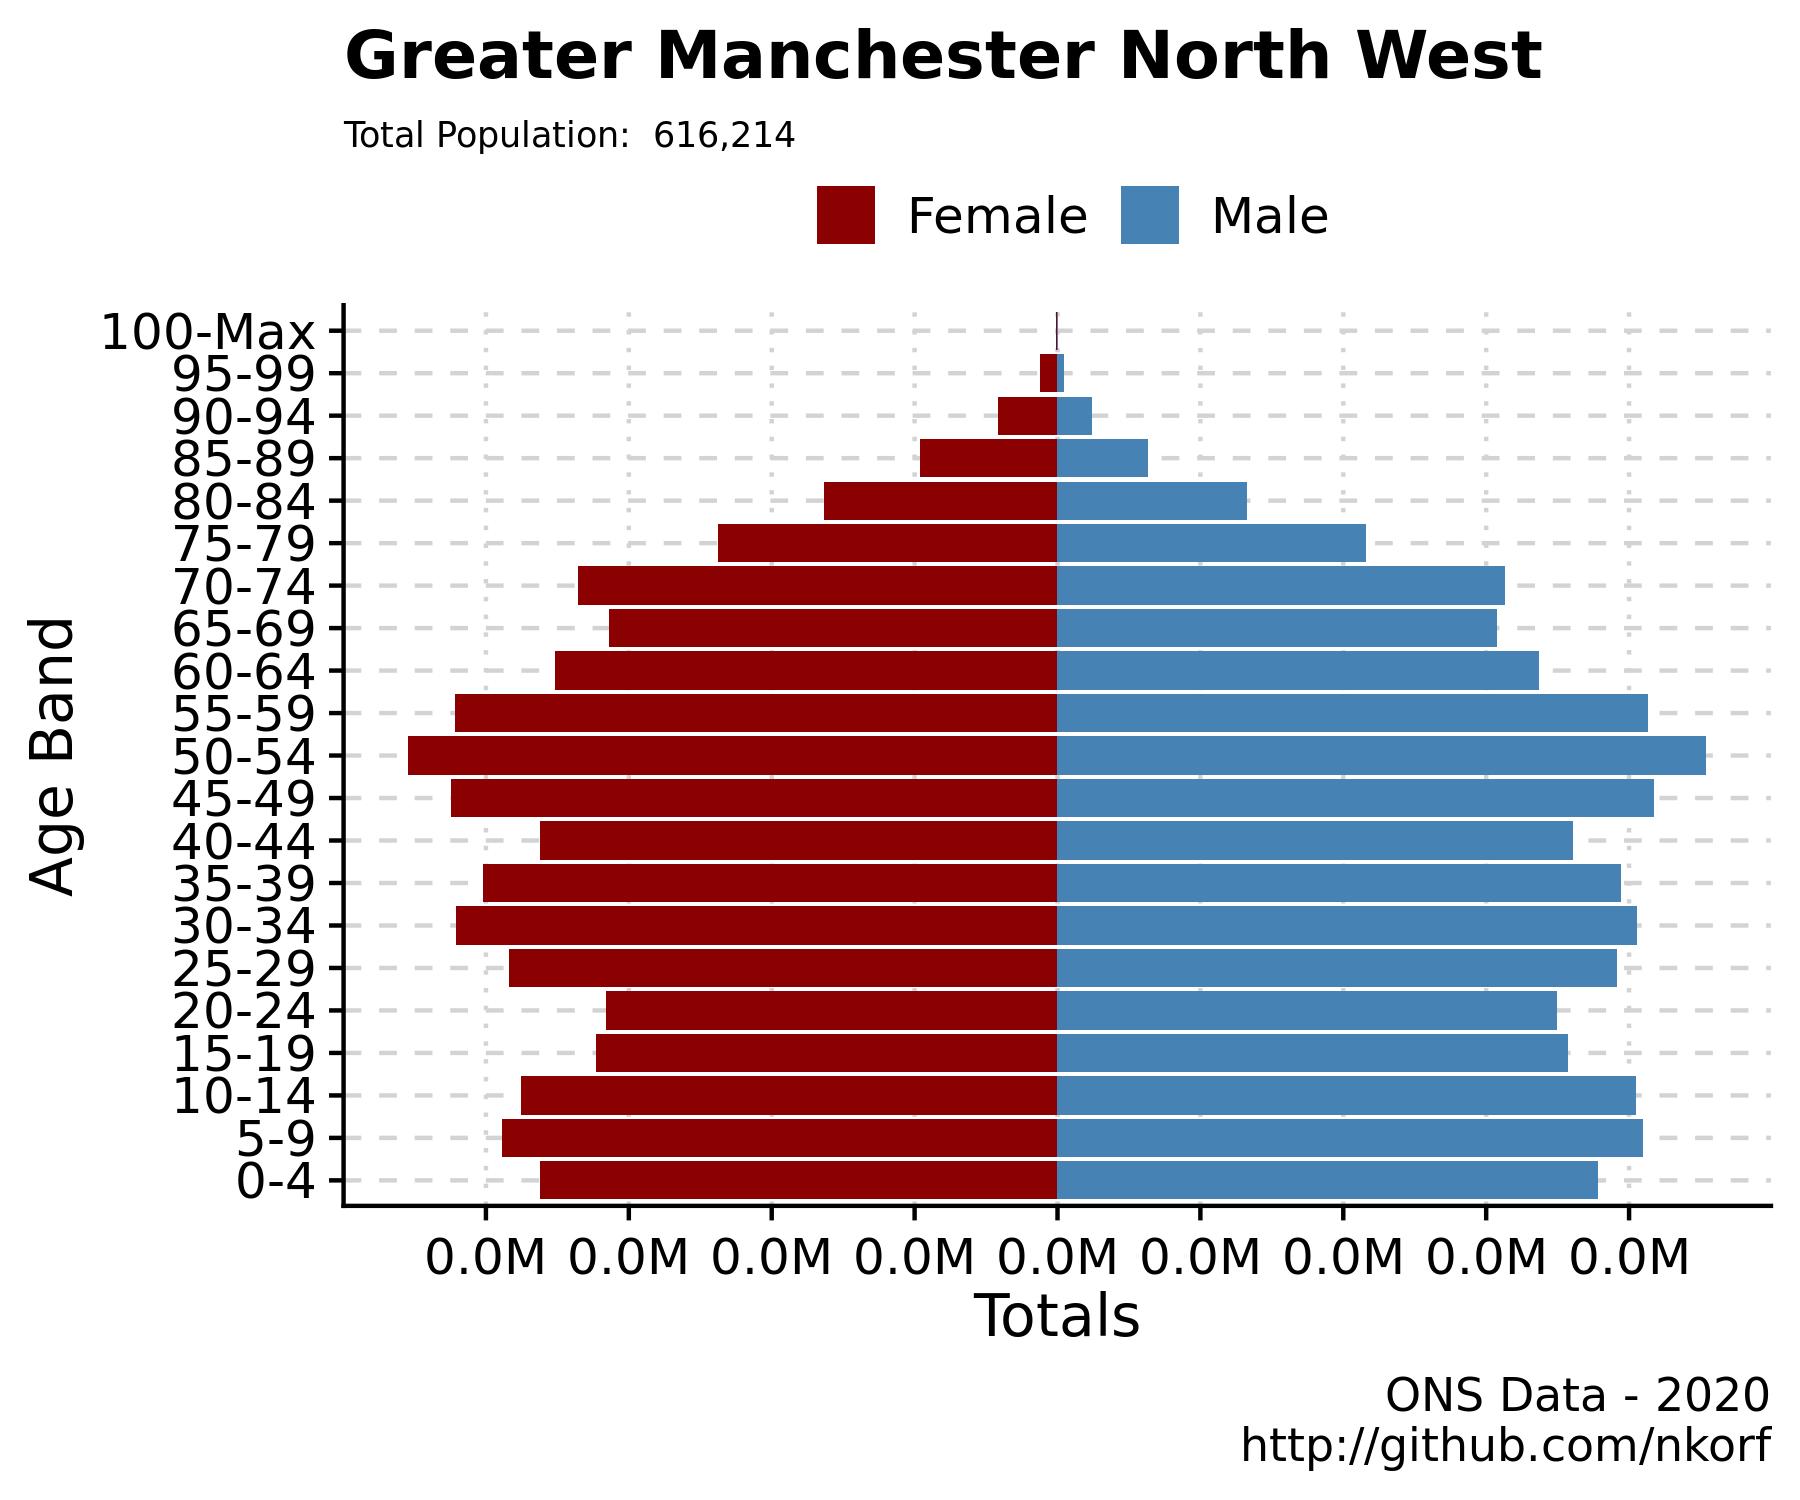 Greater Manchester North West
Total Population:  616,214
Female Male
100-Max
95-99
90-94
85-89
80-84
75-79
70-74
65-69
60-64
55-59
50-54
45-49
40-44
35-39
30-34
25-29
20-24
15-19
10-14
5-9
0-4
Age Band
0.0M 0.0M 0.0M 0.0M 0.0M 0.0M 0.0M 0.0M 0.0M
Totals
ONS Data - 2020
http://github.com/nkorf